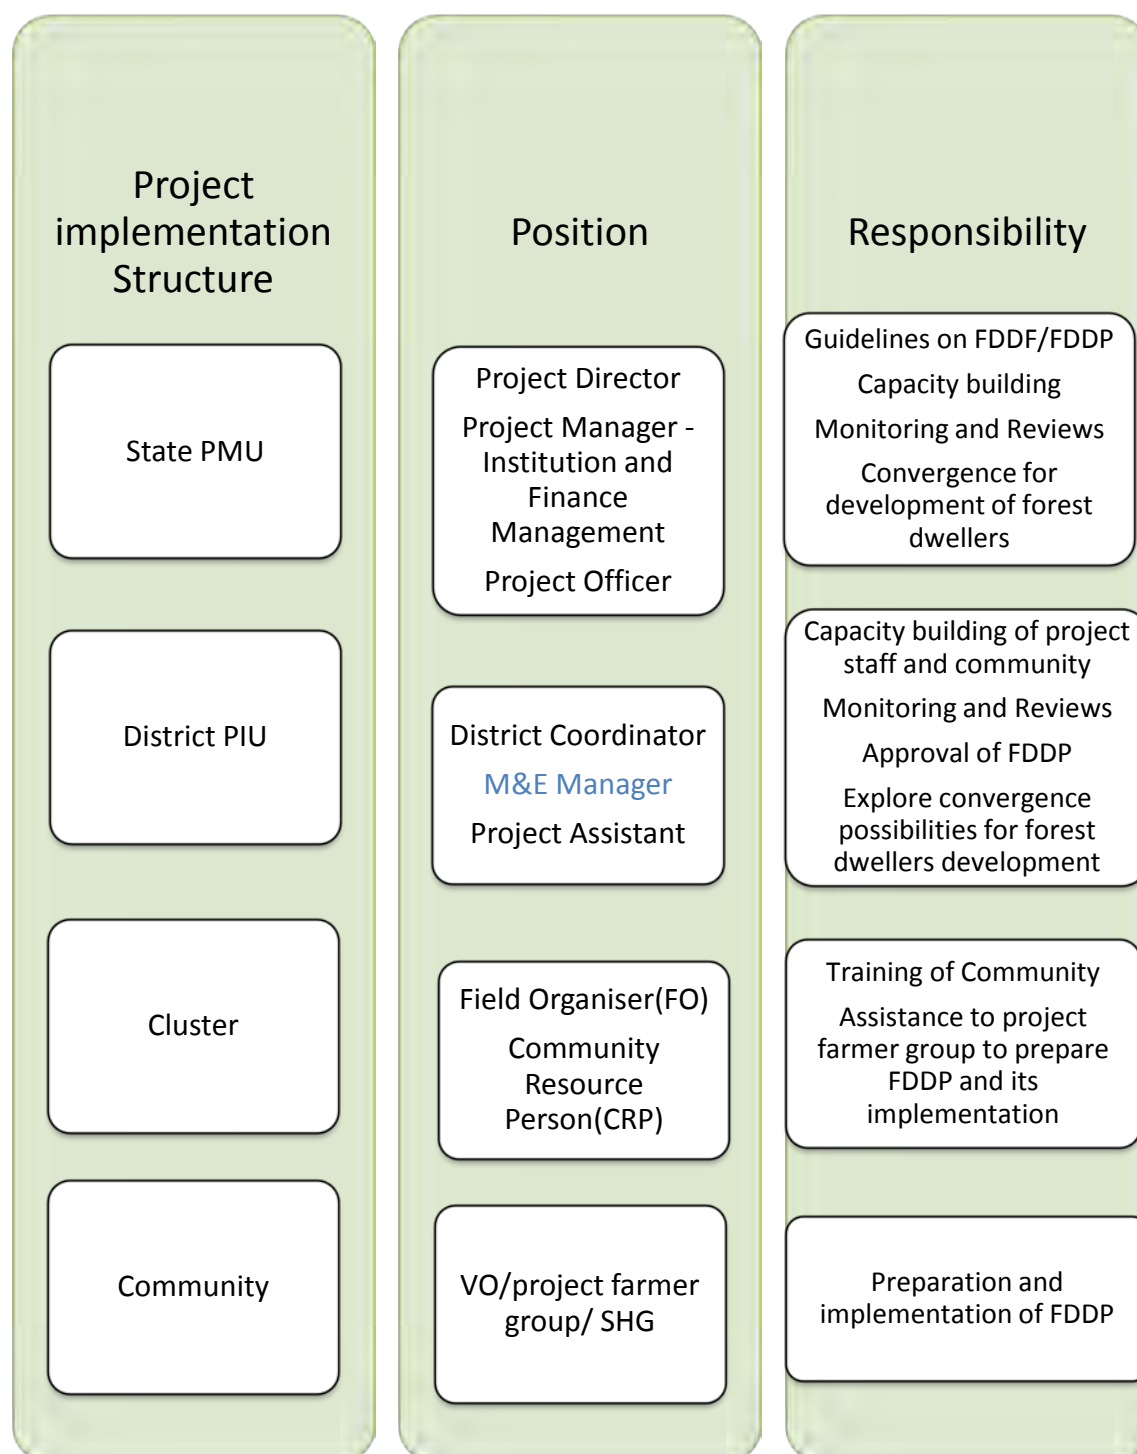 Project
implementation
Structure
State PMU
District PIU
Cluster
Community
Position
Project Director
Project Manager -
Institution and
Finance
Management
Project Officer
District Coordinator
M&E Manager
Project Assistant
Field Organiser(FO)
Community
Resource
Person(CRP)
VO/project farmer
group/ SHG
Responsibility
Guidelines on FDDF/FDDP
Capacity building
Monitoring and Reviews
Convergence for
development of forest
dwellers
Capacity building of project
staff and community
Monitoring and Reviews
Approval of FDDP
Explore convergence
possibilities for forest
dwellers development
Training of Community
Assistance to project
farmer group to prepare
FDDP and its
implementation
Preparation and
implementation of FDDP